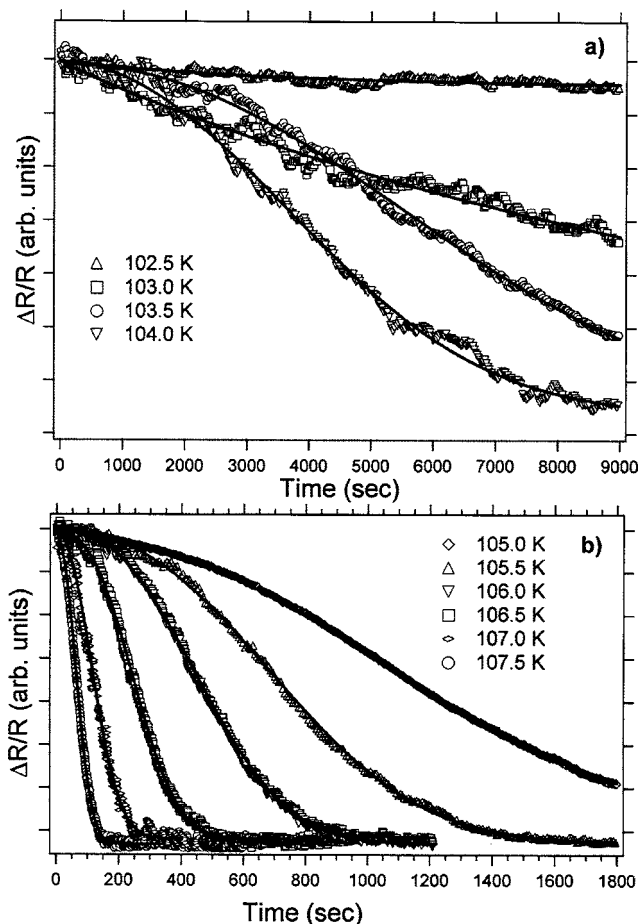 a)
ΔR/R (arb. units)
△ 102.5 K
□ 103.0 K
○ 103.5 K
▽ 104.0 K
0 1000 2000 3000 4000 5000 6000 7000 8000 9000
Time (sec)
b)
ΔR/R (arb. units)
◇ 105.0 K
△ 105.5 K
▽ 106.0 K
□ 106.5 K
⬦ 107.0 K
○ 107.5 K
0 200 400 600 800 1000 1200 1400 1600 1800
Time (sec)